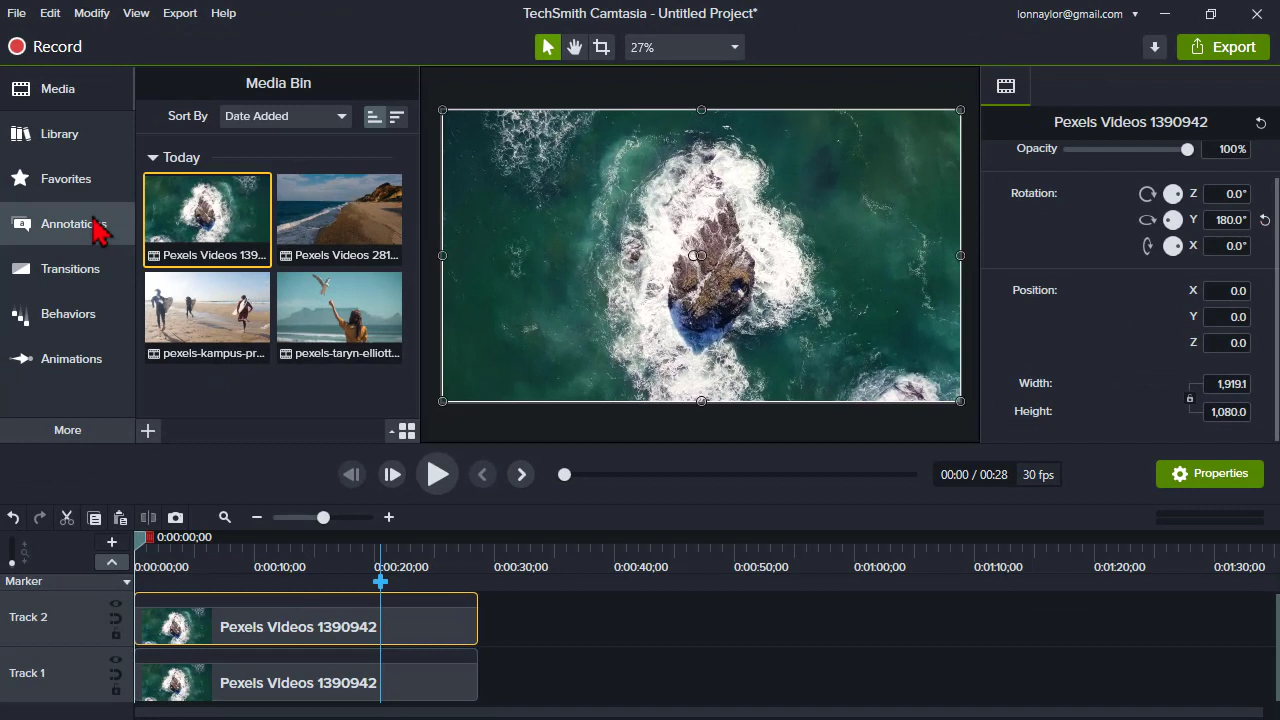 File Edit Modify View Export Help
TechSmith Camtasia - Untitled Project*
lonnaylor@gmail.com
Record
27%
Export
Media
Library
Favorites
Annotations
Transitions
Behaviors
Animations
More
Media Bin
Sort By Date Added
Today
Pexels Videos 139...
Pexels Videos 281...
pexels-kampus-pr...
pexels-taryn-elliott...
Pexels Videos 1390942
Opacity 100%
Rotation: Z 0.0°
Y 180.0°
X 0.0°
Position: X 0.0
Y 0.0
Z 0.0
Width: 1,919.1
Height: 1,080.0
00:00 / 00:28 30 fps
Properties
0:00:00;00
0:00:00;00 0:00:10;00 0:00:20;00 0:00:30;00 0:00:40;00 0:00:50;00 0:01:00;00 0:01:10;00 0:01:20;00 0:01:30;00
Marker
Track 2
Pexels Videos 1390942
Track 1
Pexels Videos 1390942